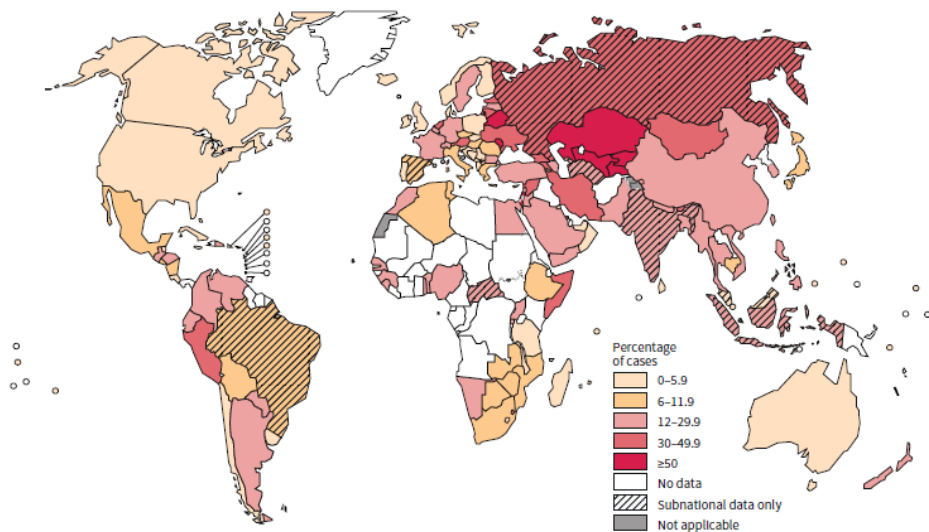 Percentage
of cases
0–5.9
6–11.9
12–29.9
30–49.9
≥50
No data
Subnational data only
Not applicable